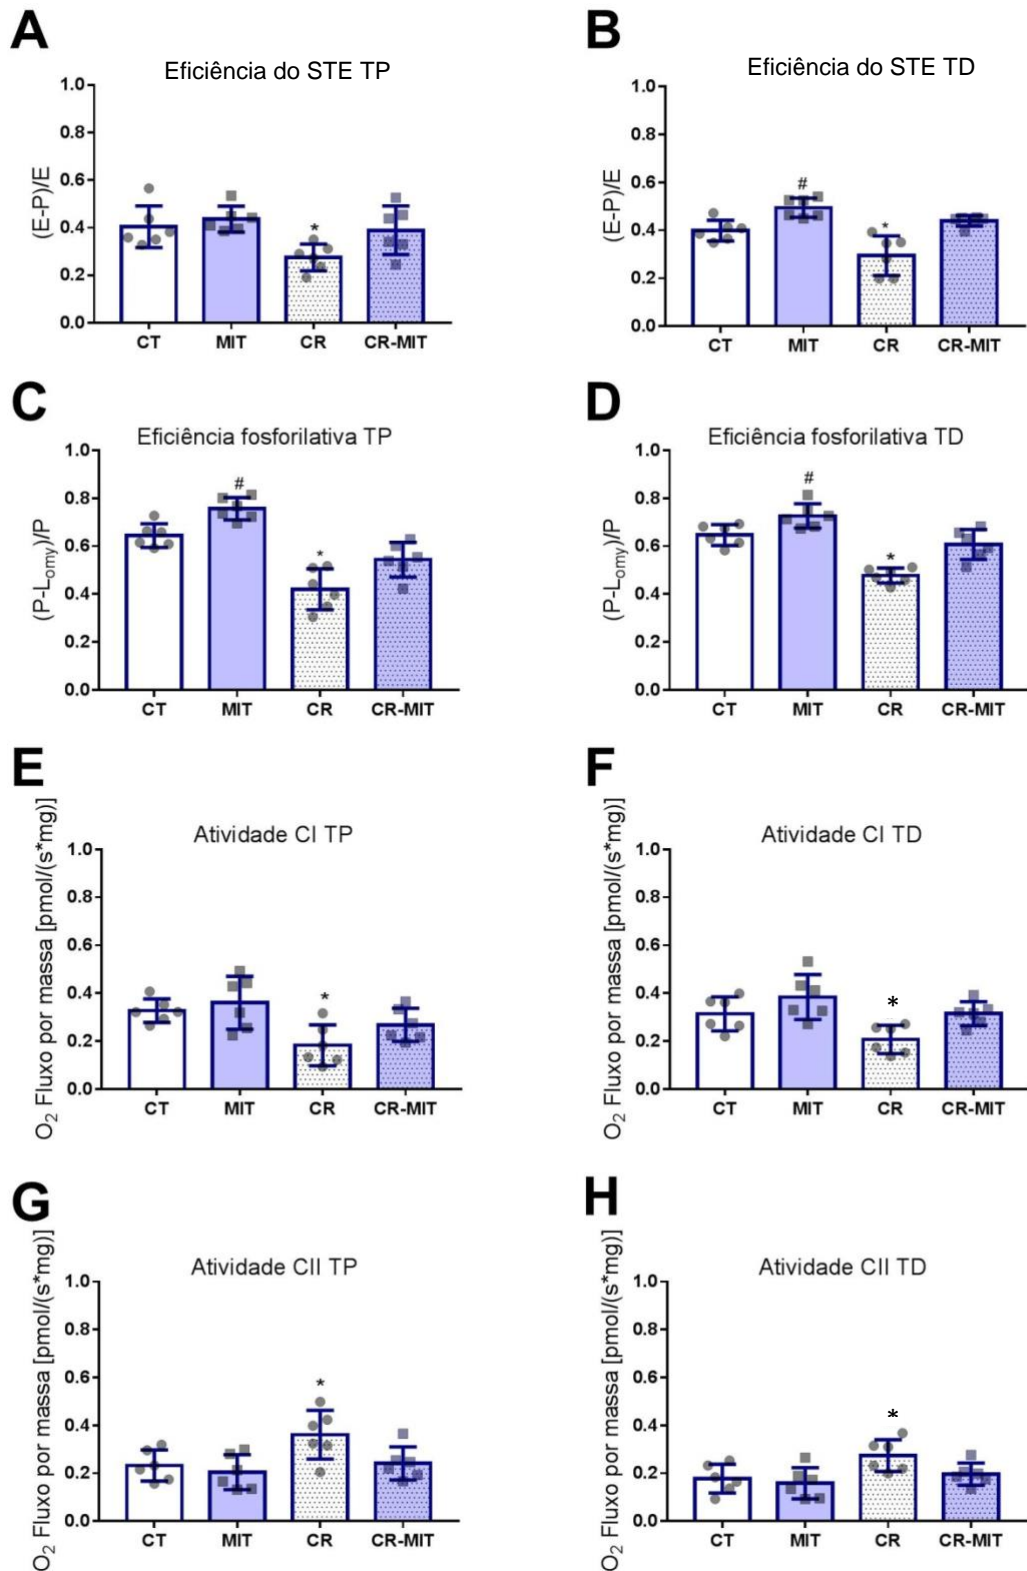 A
Eficiência do STE TP
(E-P)/E
1.0
0.8
0.6
0.4
0.2
0.0
*
CT MIT CR CR-MIT
B
Eficiência do STE TD
(E-P)/E
1.0
0.8
0.6
0.4
0.2
0.0
#
*
CT MIT CR CR-MIT
C
Eficiência fosforilativa TP
(P-Lomy)/P
1.0
0.8
0.6
0.4
0.2
0.0
#
*
CT MIT CR CR-MIT
D
Eficiência fosforilativa TD
(P-Lomy)/P
1.0
0.8
0.6
0.4
0.2
0.0
#
*
CT MIT CR CR-MIT
E
Atividade CI TP
O2 Fluxo por massa [pmol/(s*mg)]
1.0
0.8
0.6
0.4
0.2
0.0
*
CT MIT CR CR-MIT
F
Atividade CI TD
O2 Fluxo por massa [pmol/(s*mg)]
1.0
0.8
0.6
0.4
0.2
0.0
*
CT MIT CR CR-MIT
G
Atividade CII TP
O2 Fluxo por massa [pmol/(s*mg)]
1.0
0.8
0.6
0.4
0.2
0.0
*
CT MIT CR CR-MIT
H
Atividade CII TD
O2 Fluxo por massa [pmol/(s*mg)]
1.0
0.8
0.6
0.4
0.2
0.0
*
CT MIT CR CR-MIT